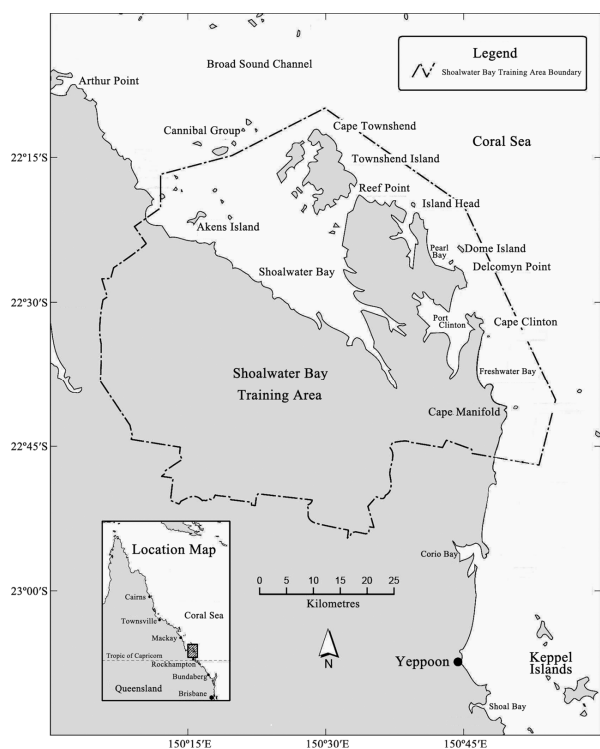 Legend
Shoalwater Bay Training Area Boundary
Broad Sound Channel
Arthur Point
Cannibal Group
Cape Townshend
Coral Sea
22°15'S
Townshend Island
Reef Point
Island Head
Akens Island
Pearl
Bay
Dome Island
Delcomyn Point
Shoalwater Bay
22°30'S
Port
Clinton
Cape Clinton
Shoalwater Bay
Training Area
Freshwater Bay
Cape Manifold
22°45'S
Location Map
Corio Bay
Cairns
Coral Sea
Townsville
Mackay
Tropic of Capricorn
Rockhampton
Bundaberg
Queensland
Brisbane
23°00'S
0 5 10 15 20 25
Kilometres
N
Yeppoon
Keppel
Islands
Shoal Bay
150°15'E
150°30'E
150°45'E